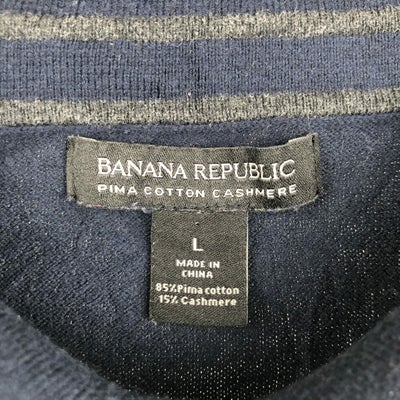 BANANA REPUBLIC
PIMA COTTON CASHMERE
L
MADE IN
CHINA
85%Pima cotton
15% Cashmere